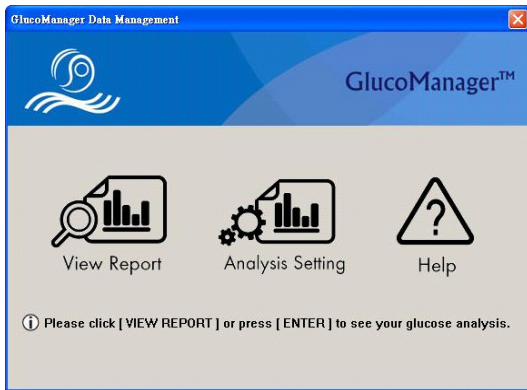 GlucoManager Data Management
GlucoManager™
View Report
Analysis Setting
Help
Please click [ VIEW REPORT ] or press [ ENTER ] to see your glucose analysis.